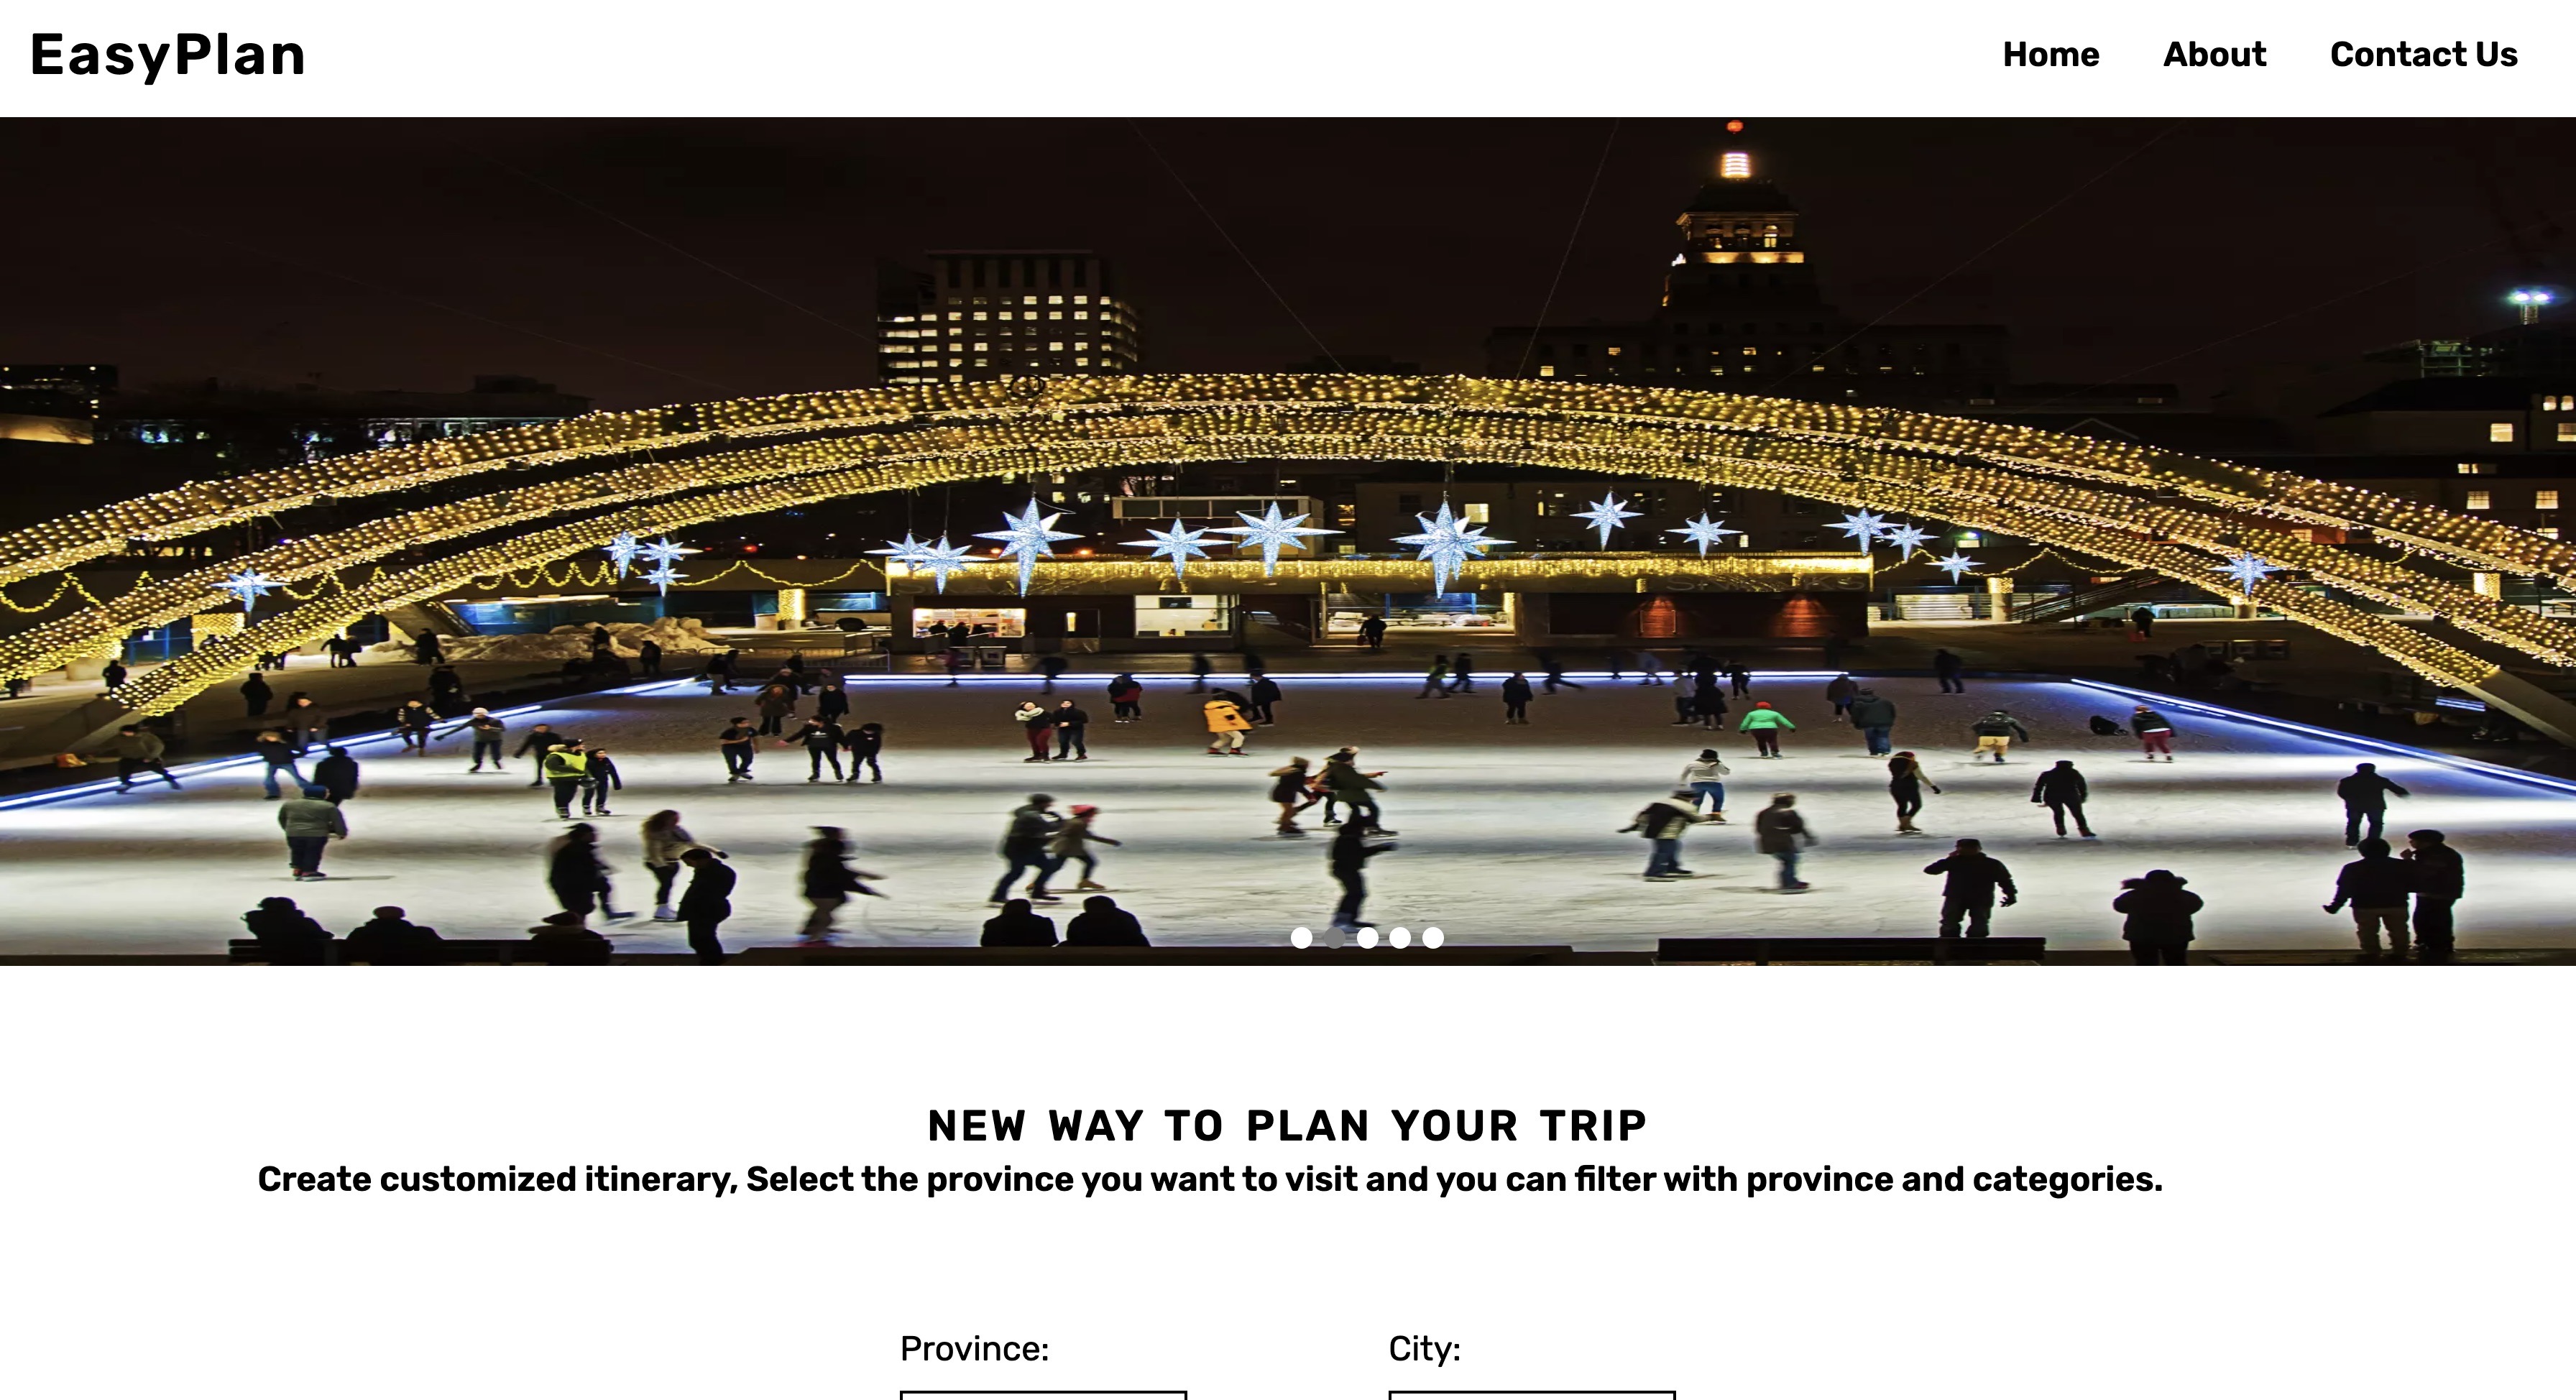 EasyPlan
Home About Contact Us
NEW WAY TO PLAN YOUR TRIP
Create customized itinerary, Select the province you want to visit and you can filter with province and categories.
Province: City: